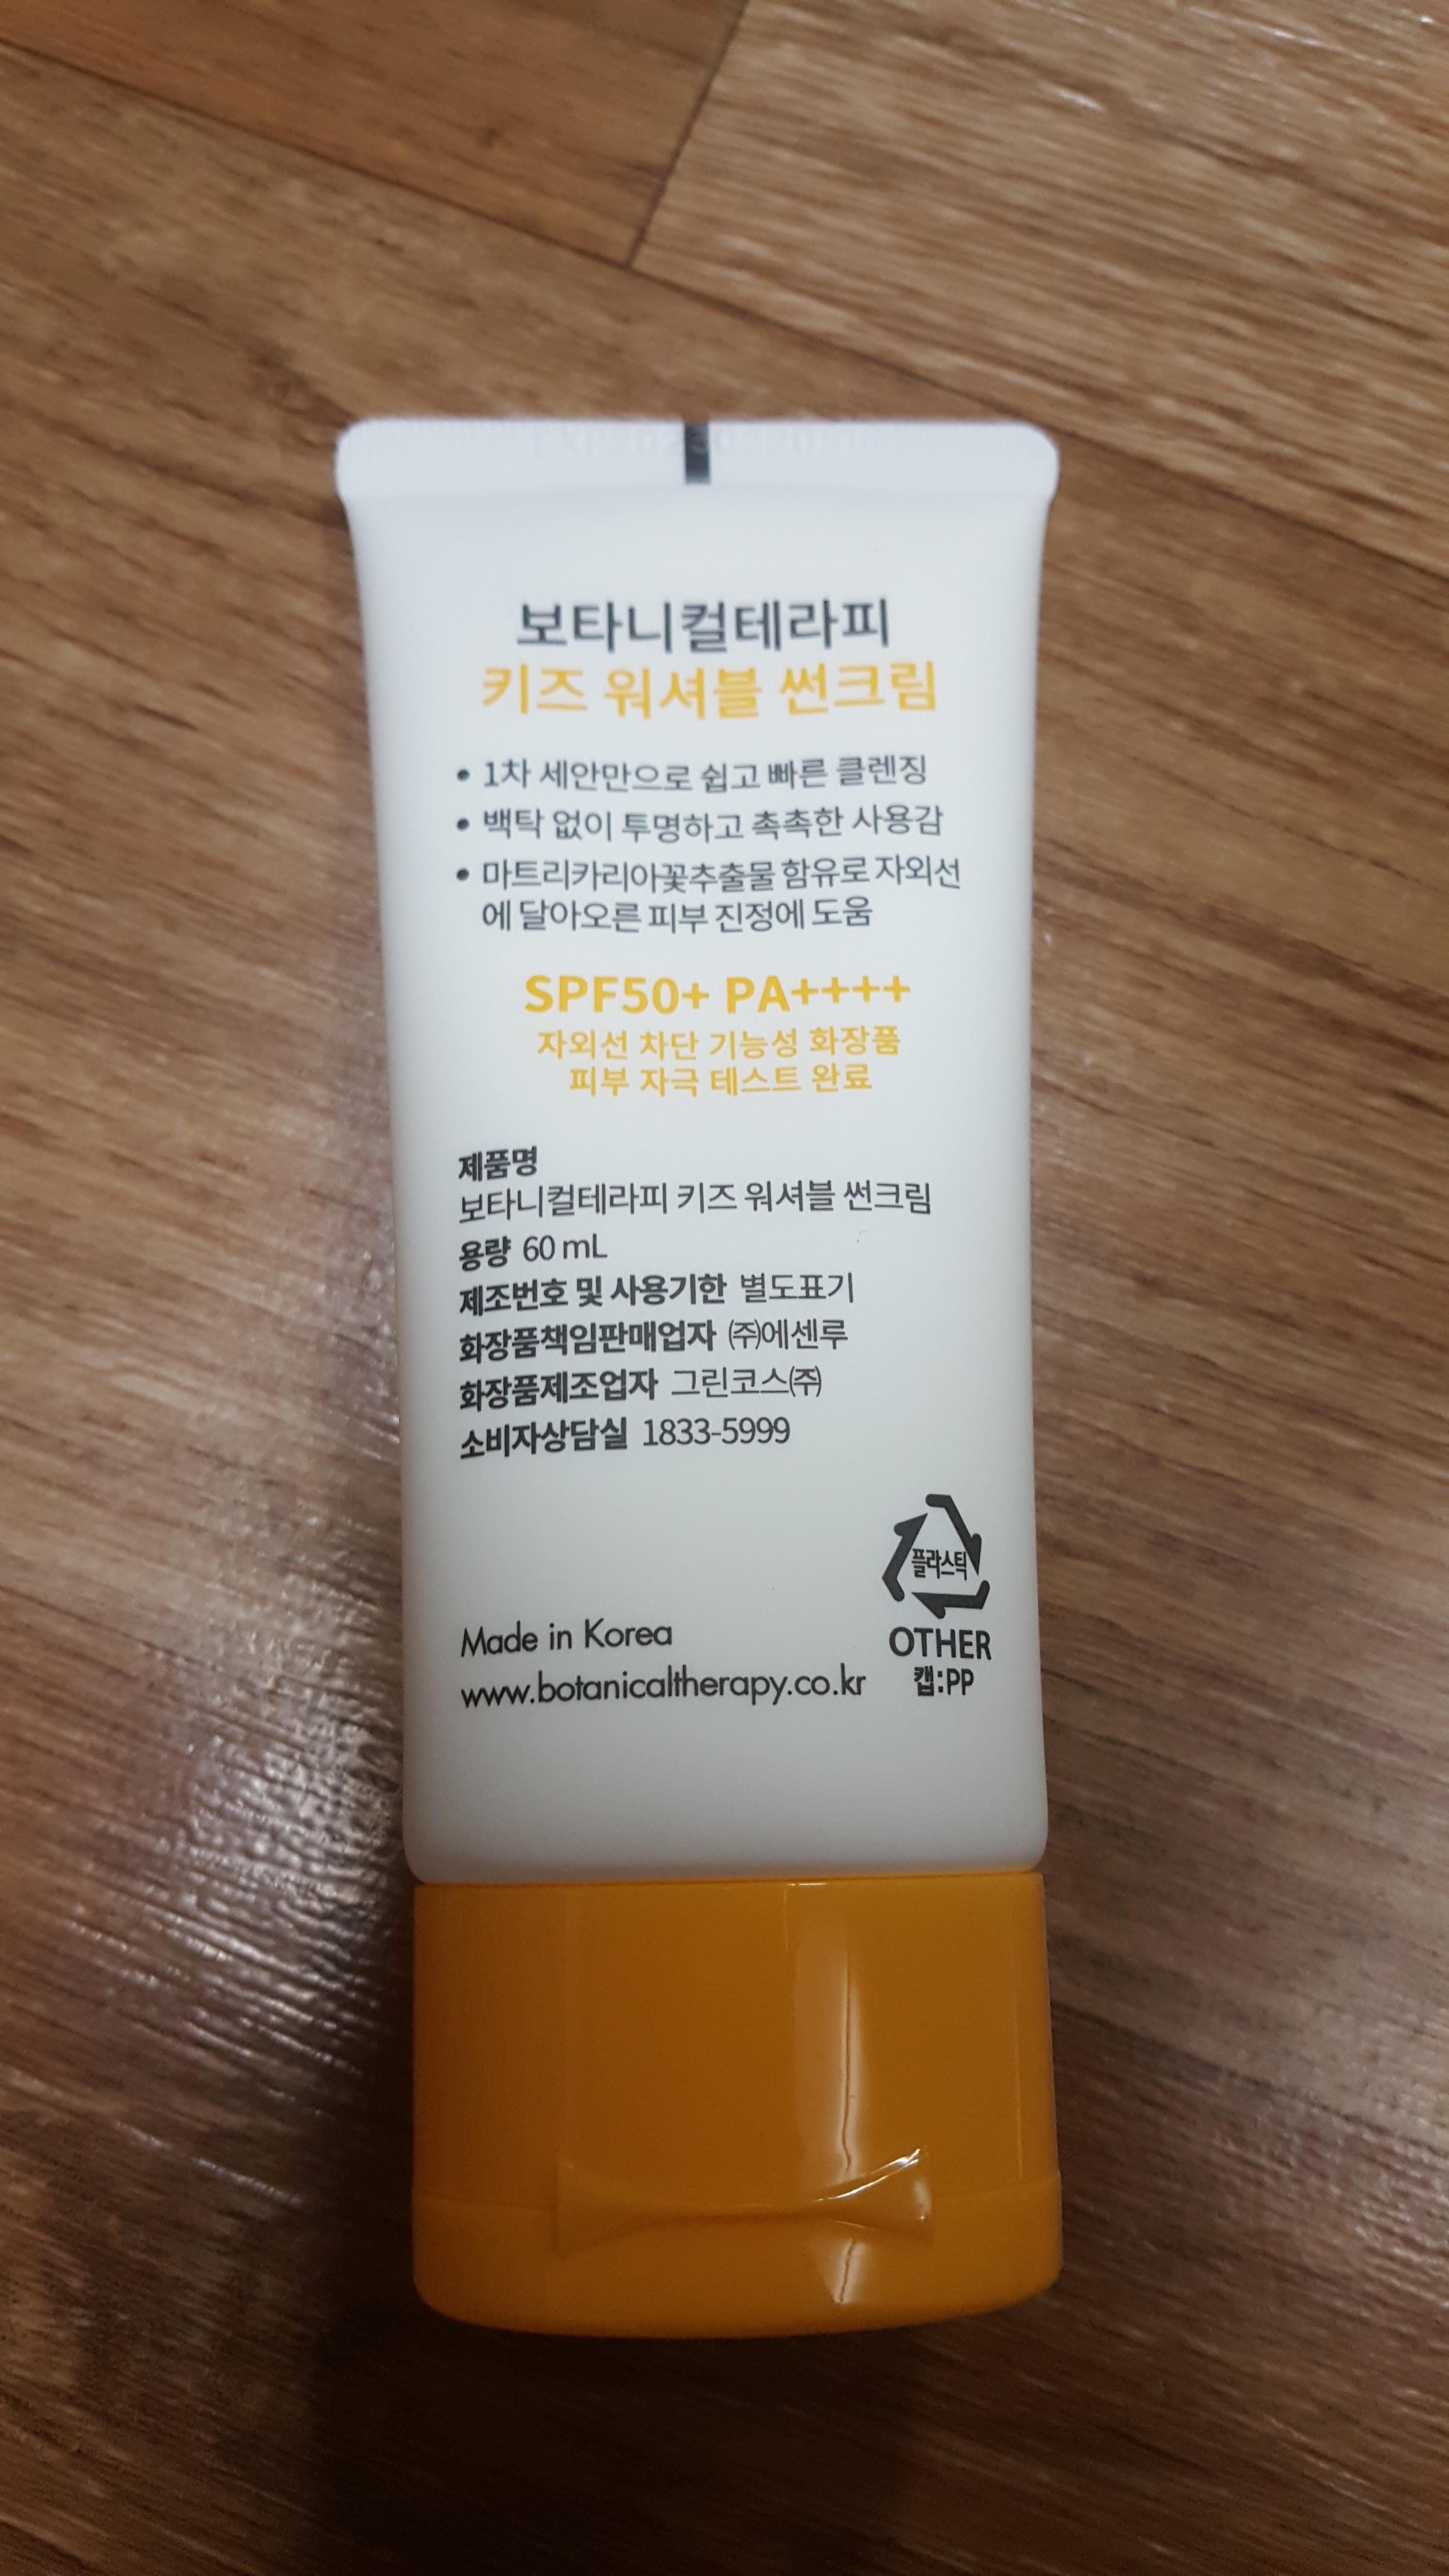 보타니컬테라피
키즈 워셔블 썬크림
• 1차 세안만으로 쉽고 빠른 클렌징
• 백탁 없이 투명하고 촉촉한 사용감
• 마트리카리아꽃추출물 함유로 자외선
에 달아오른 피부 진정에 도움
SPF50+ PA++++
자외선 차단 기능성 화장품
피부 자극 테스트 완료
제품명
보타니컬테라피 키즈 워셔블 썬크림
용량 60 mL
제조번호 및 사용기한 별도표기
화장품책임판매업자 ㈜에센루
화장품제조업자 그린코스㈜
소비자상담실 1833-5999
플라스틱
OTHER
캡:PP
Made in Korea
www.botanicaltherapy.co.kr